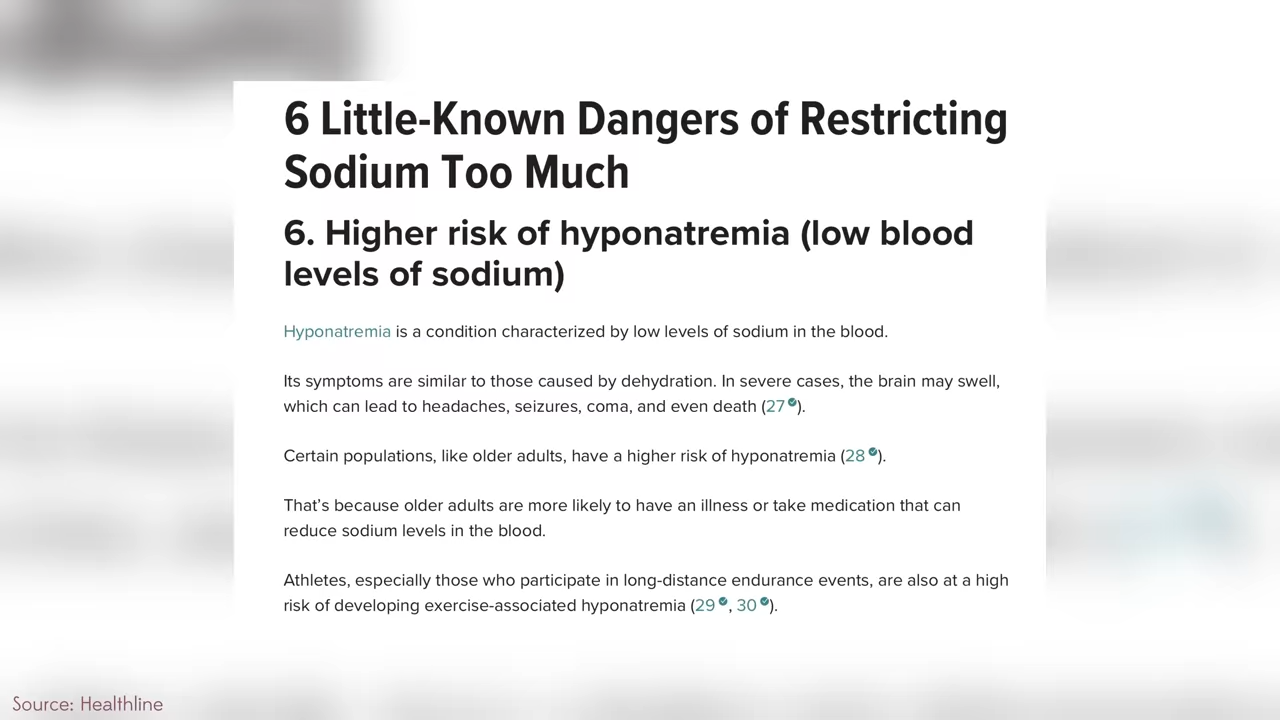 6 Little-Known Dangers of Restricting
Sodium Too Much
6. Higher risk of hyponatremia (low blood
levels of sodium)
Hyponatremia is a condition characterized by low levels of sodium in the blood.
Its symptoms are similar to those caused by dehydration. In severe cases, the brain may swell,
which can lead to headaches, seizures, coma, and even death (27).
Certain populations, like older adults, have a higher risk of hyponatremia (28).
That’s because older adults are more likely to have an illness or take medication that can
reduce sodium levels in the blood.
Athletes, especially those who participate in long-distance endurance events, are also at a high
risk of developing exercise-associated hyponatremia (29, 30).
Source: Healthline